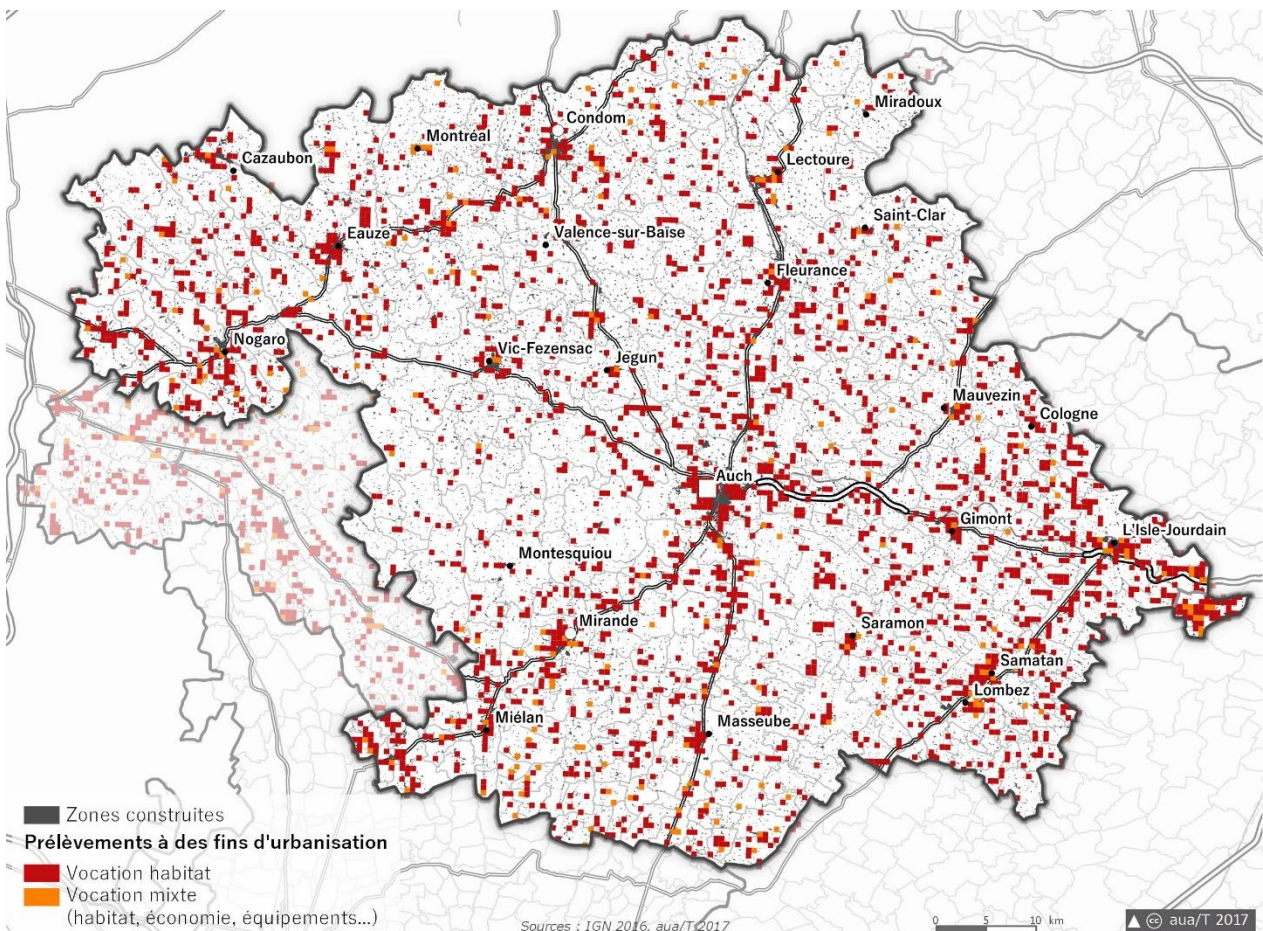 Condom
Miradoux
Montréal
Cazaubon
Lectoure
Saint-Clar
Eauze
Valence-sur-Baïse
Fleurance
Nogaro
Vic-Fezensac
Jegun
Mauvezin
Cologne
Auch
Gimont
L'Isle-Jourdain
Montesquiou
Mirande
Saramon
Samatan
Lombez
Miélan
Masseube
Zones construites
Prélèvements à des fins d'urbanisation
Vocation habitat
Vocation mixte
(habitat, économie, équipements...)
Sources : IGN 2016, aua/T 2017
0 5 10 km
cc aua/T 2017